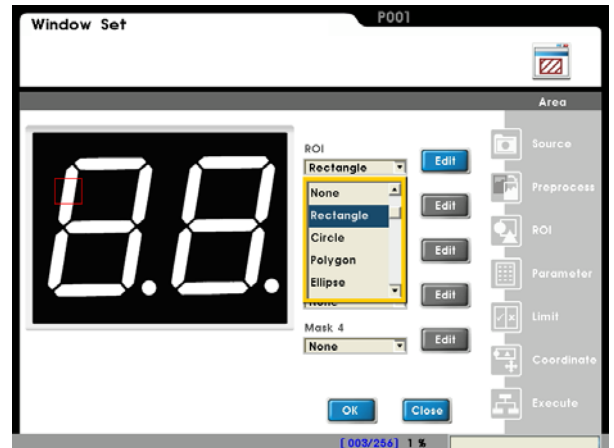 Window Set
P001
Area
ROI
Rectangle
Edit
None
Rectangle
Circle
Polygon
Ellipse
Edit
Edit
Edit
Mask 4
None
Edit
OK
Close
Source
Preprocess
ROI
Parameter
Limit
Coordinate
Execute
[003/256] 1 %
88.